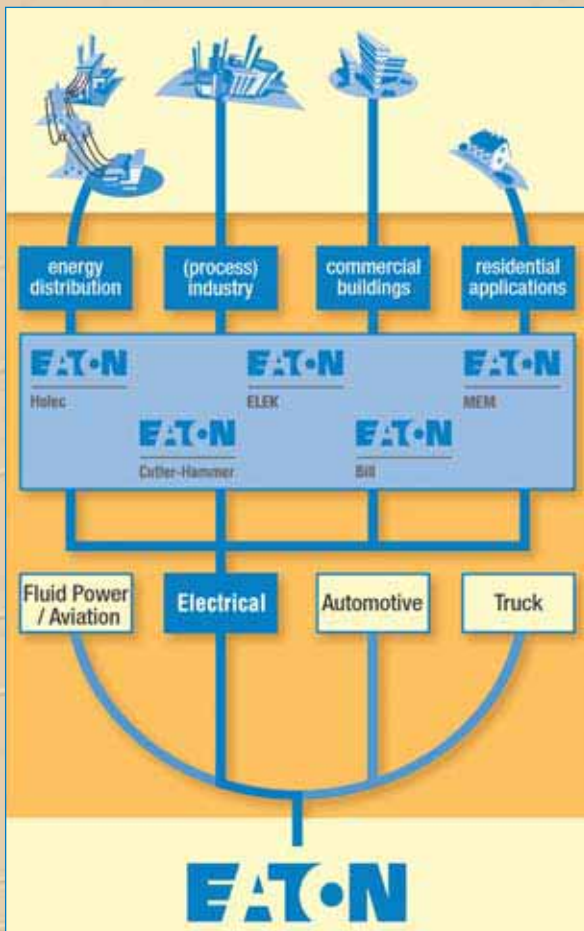 energy
distribution
(process)
industry
commercial
buildings
residential
applications
EATON
Holec
EATON
ELEK
EATON
MEM
EATON
Cutler-Hammer
EATON
Bill
Fluid Power
/ Aviation
Electrical
Automotive
Truck
EATON